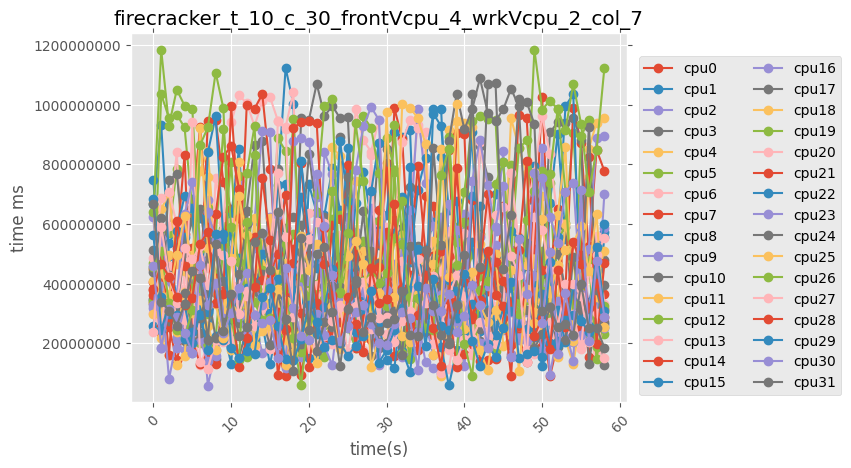 firecracker_t_10_c_30_frontVcpu_4_wrkVcpu_2_col_7
time ms
1200000000
1000000000
800000000
600000000
400000000
200000000
0
10
20
30
40
50
60
time(s)
cpu0
cpu1
cpu2
cpu3
cpu4
cpu5
cpu6
cpu7
cpu8
cpu9
cpu10
cpu11
cpu12
cpu13
cpu14
cpu15
cpu16
cpu17
cpu18
cpu19
cpu20
cpu21
cpu22
cpu23
cpu24
cpu25
cpu26
cpu27
cpu28
cpu29
cpu30
cpu31